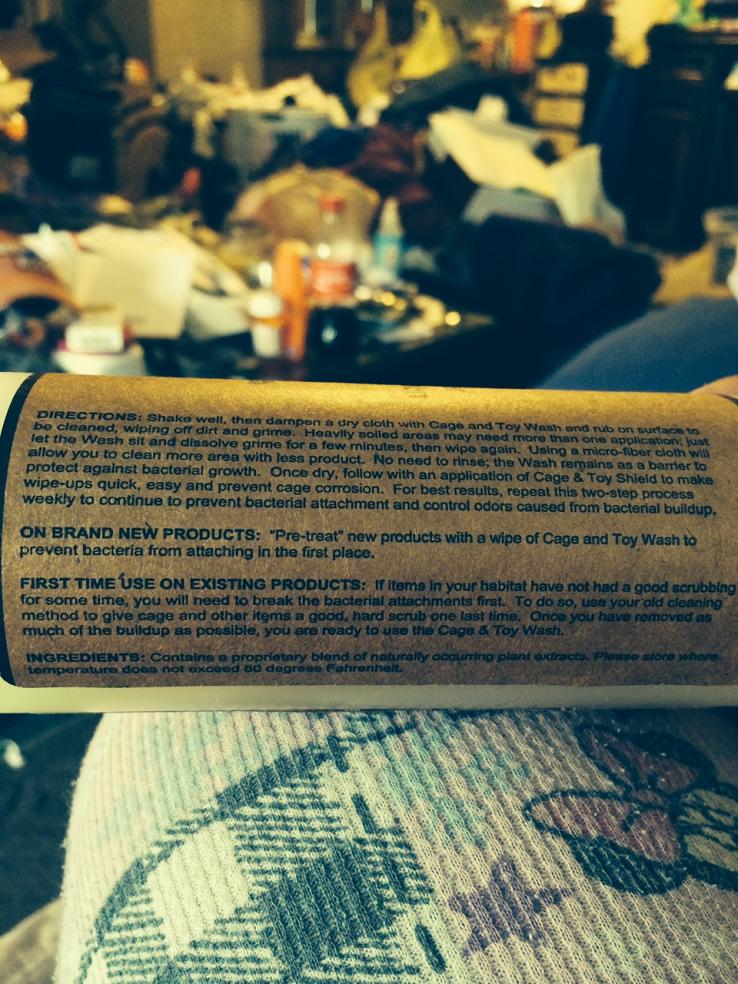 DIRECTIONS: Shake well, then dampen a dry cloth with Cage and Toy Wash and rub on surface to
be cleaned, wiping off dirt and grime. Heavily soiled areas may need more than one application; just
let the Wash sit and dissolve grime for a few minutes, then wipe again. Using a micro-fiber cloth will
allow you to clean more area with less product. No need to rinse; the Wash remains as a barrier to
protect against bacterial growth. Once dry, follow with an application of Cage & Toy Shield to make
wipe-ups quick, easy and prevent cage corrosion. For best results, repeat this two-step process
weekly to continue to prevent bacterial attachment and control odors caused from bacterial buildup.
ON BRAND NEW PRODUCTS: "Pre-treat" new products with a wipe of Cage and Toy Wash to
prevent bacteria from attaching in the first place.
FIRST TIME USE ON EXISTING PRODUCTS: If items in your habitat have not had a good scrubbing
for some time, you will need to break the bacterial attachments first. To do so, use your old cleaning
method to give cage and other items a good, hard scrub one last time. Once you have removed as
much of the buildup as possible, you are ready to use the Cage & Toy Wash.
INGREDIENTS: Contains a proprietary blend of naturally occurring plant extracts. Please store where
temperature does not exceed 80 degrees Fahrenheit.